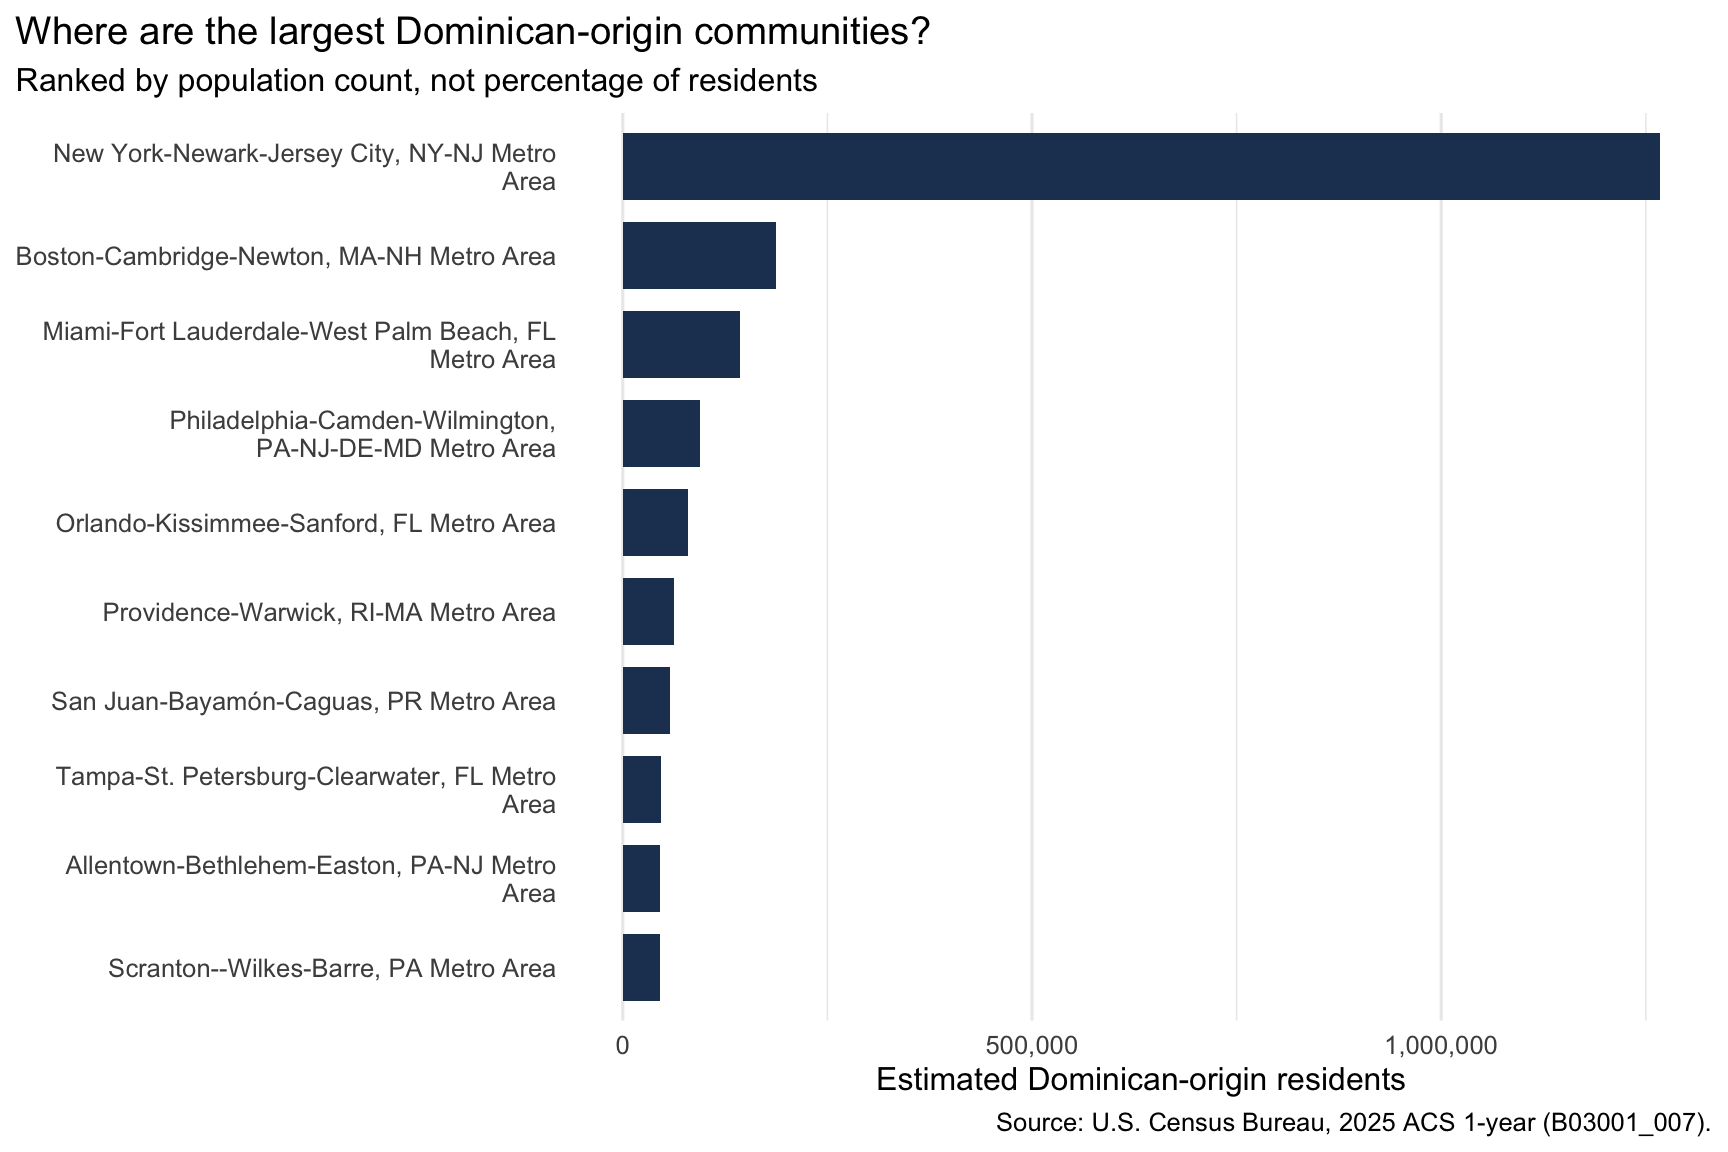 Where are the largest Dominican-origin communities?
Ranked by population count, not percentage of residents
New York-Newark-Jersey City, NY-NJ Metro
Area
Boston-Cambridge-Newton, MA-NH Metro Area
Miami-Fort Lauderdale-West Palm Beach, FL
Metro Area
Philadelphia-Camden-Wilmington,
PA-NJ-DE-MD Metro Area
Orlando-Kissimmee-Sanford, FL Metro Area
Providence-Warwick, RI-MA Metro Area
San Juan-Bayamón-Caguas, PR Metro Area
Tampa-St. Petersburg-Clearwater, FL Metro
Area
Allentown-Bethlehem-Easton, PA-NJ Metro
Area
Scranton--Wilkes-Barre, PA Metro Area
0 500,000 1,000,000
Estimated Dominican-origin residents
Source: U.S. Census Bureau, 2025 ACS 1-year (B03001_007).